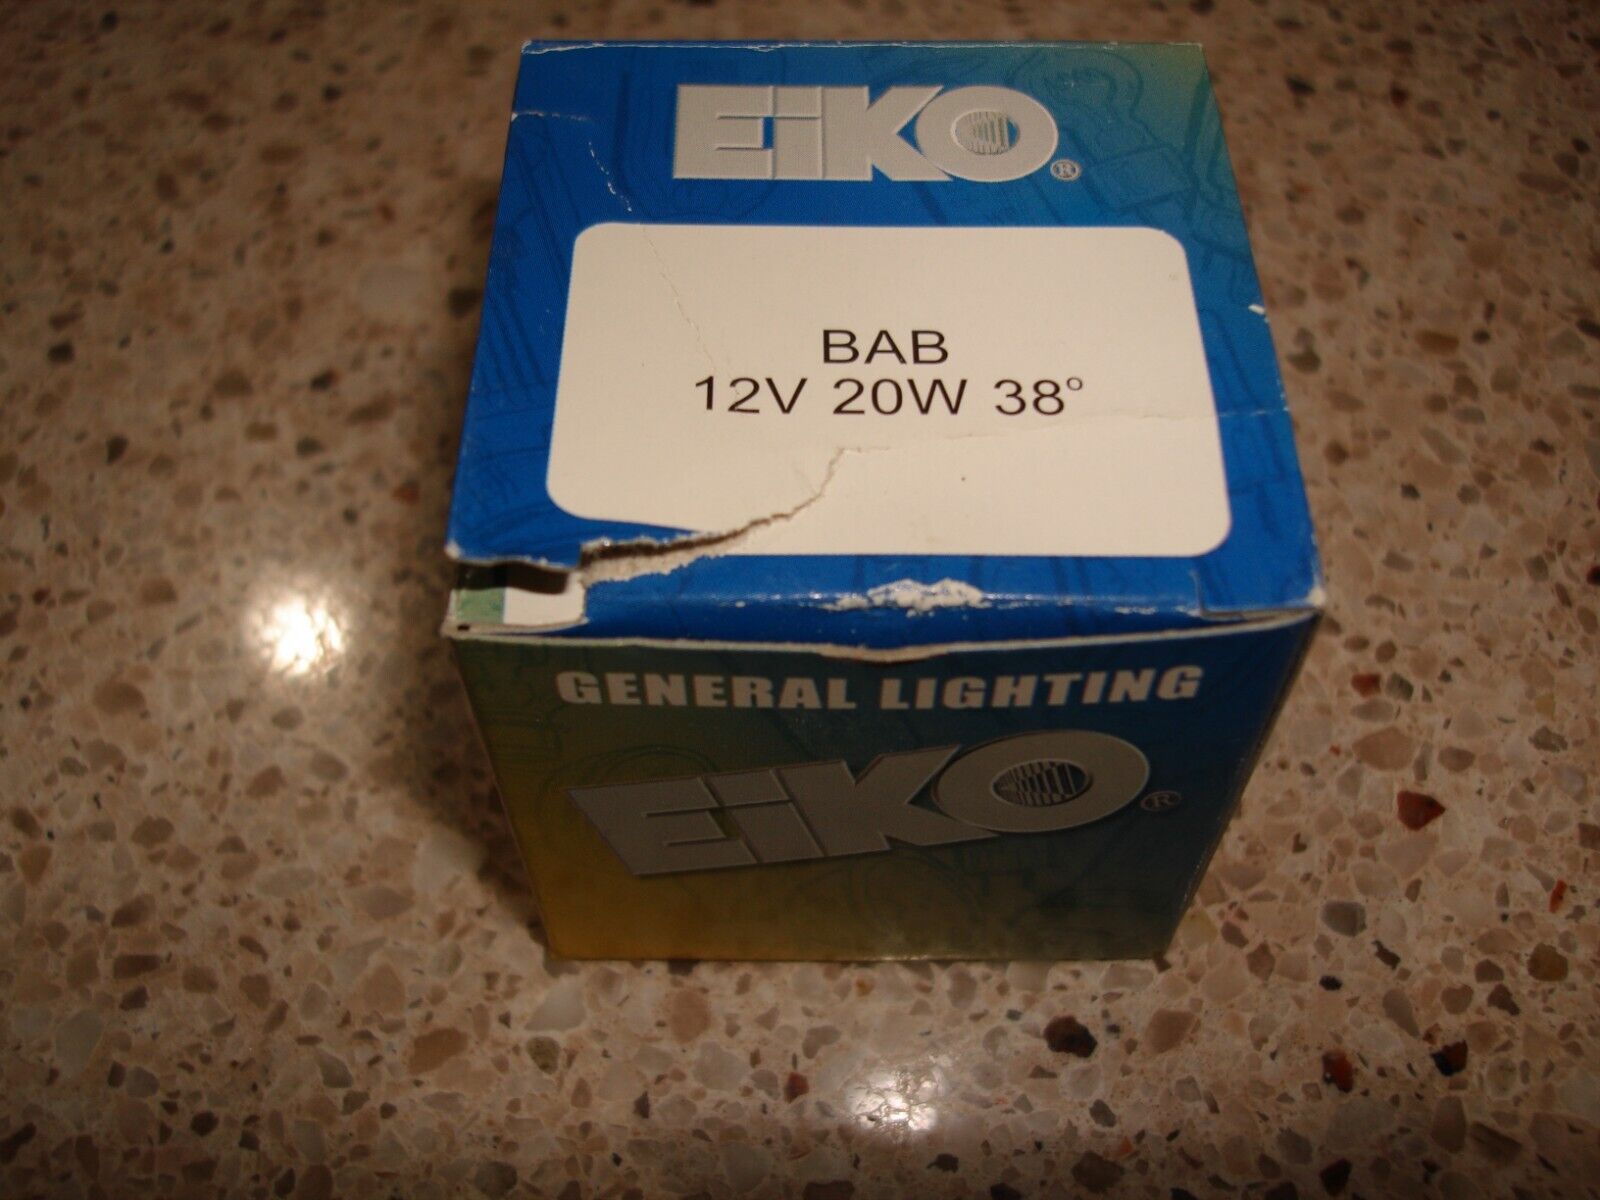 EiKO®
BAB
12V 20W 38°
GENERAL LIGHTING
EiKO®